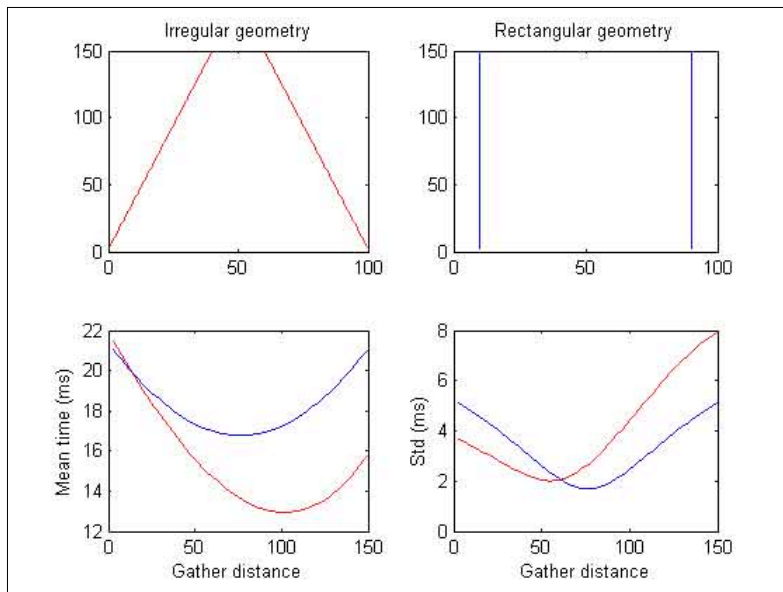 Irregular geometry
Rectangular geometry
150
100
50
0
0 50 100
150
100
50
0
0 50 100
Mean time (ms)
22
20
18
16
14
12
0 50 100 150
Gather distance
Std (ms)
8
6
4
2
0
0 50 100 150
Gather distance